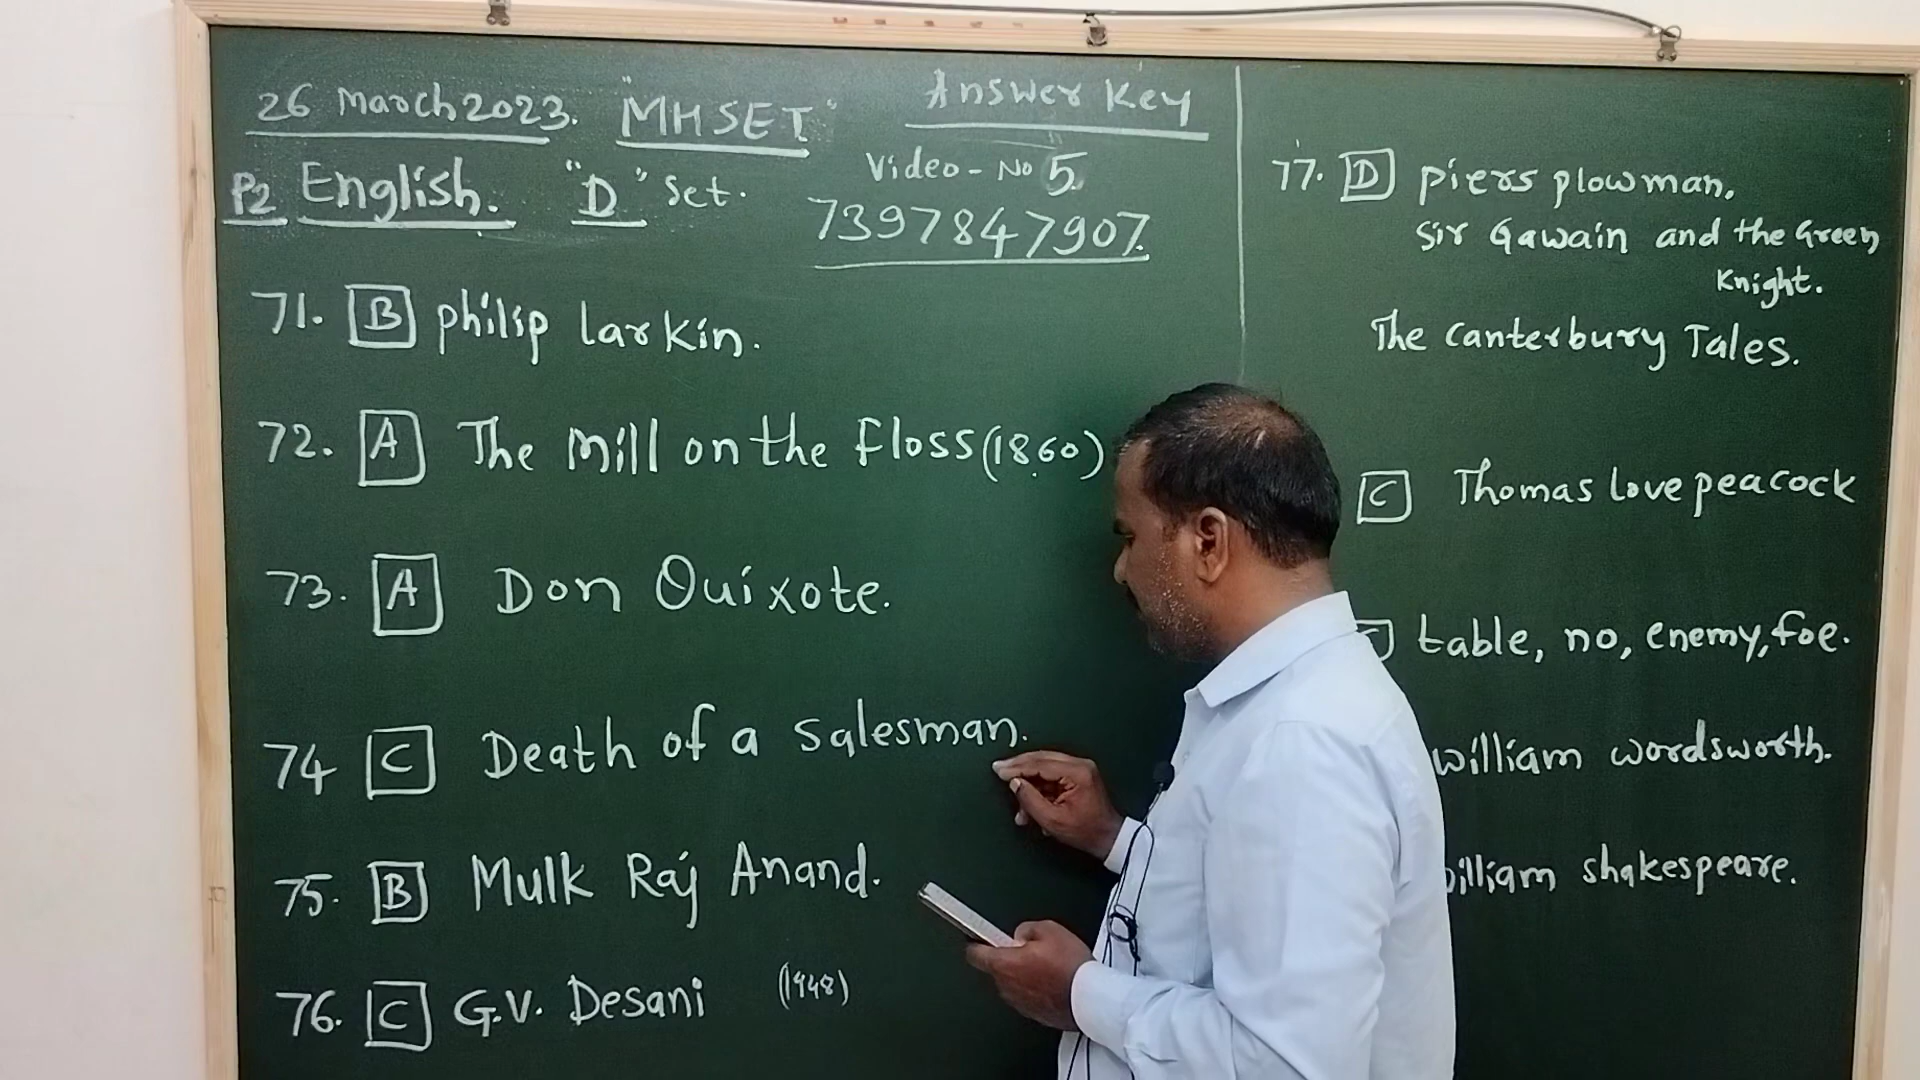 26 March 2023. "MHSET" Answer Key
P2 English. "D" Set. Video - No 5.
7397847907.
71. B Philip Larkin.
72. A The Mill on the Floss (1860)
73. A Don Quixote.
74 C Death of a Salesman.
75. B Mulk Raj Anand.
76. C G.V. Desani (1948)
77. D Piers Plowman.
Sir Gawain and the Green
Knight.
The Canterbury Tales.
C Thomas Love Peacock
table, no, enemy, foe.
William Wordsworth.
William Shakespeare.